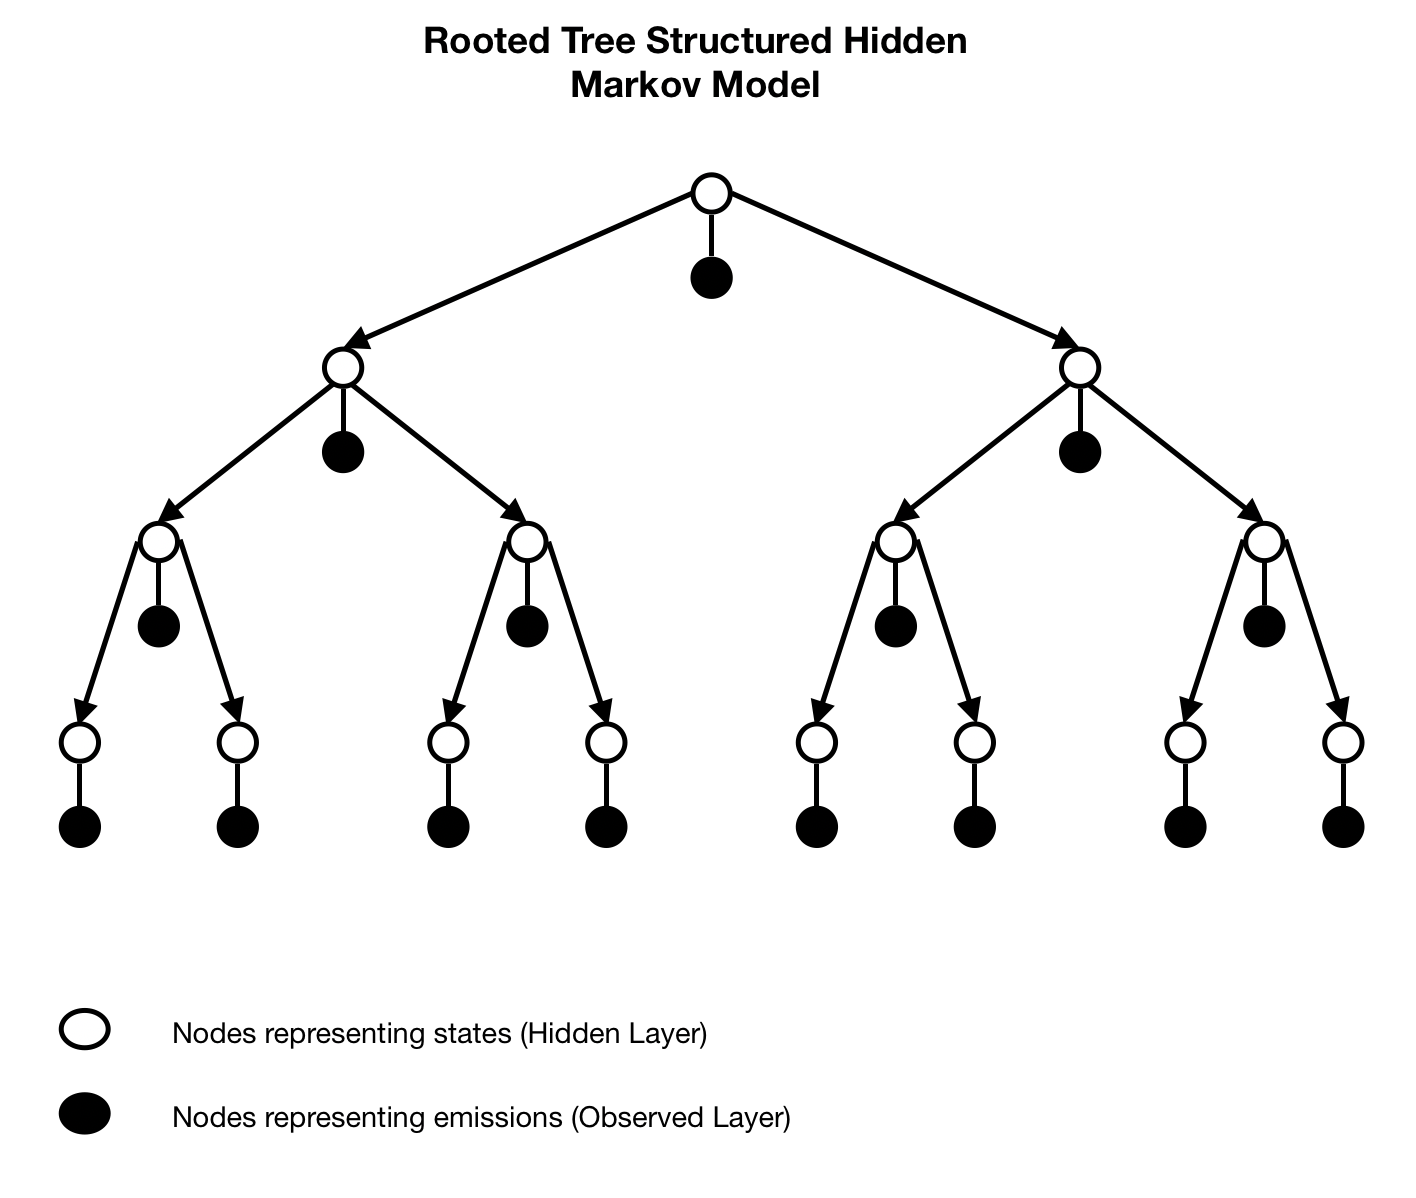 Rooted Tree Structured Hidden
Markov Model
Nodes representing states (Hidden Layer)
Nodes representing emissions (Observed Layer)